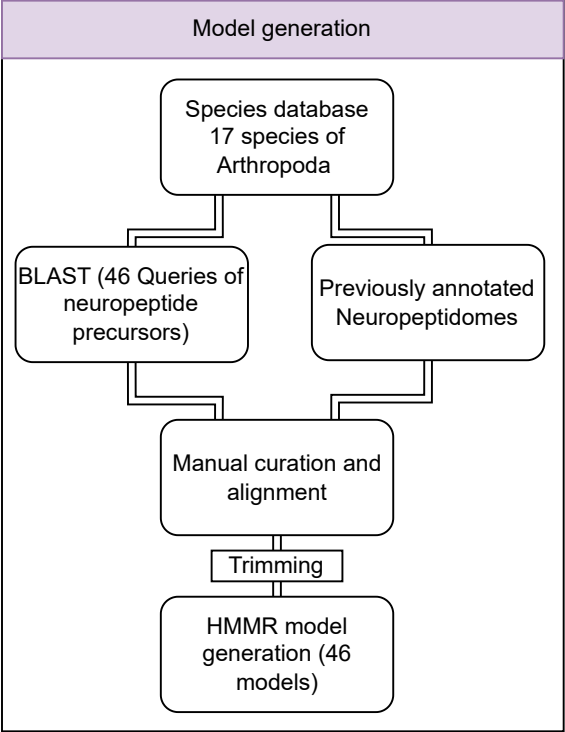 Model generation
Species database
17 species of
Arthropoda
BLAST (46 Queries of
neuropeptide
precursors)
Previously annotated
Neuropeptidomes
Manual curation and
alignment
Trimming
HMMR model
generation (46
models)